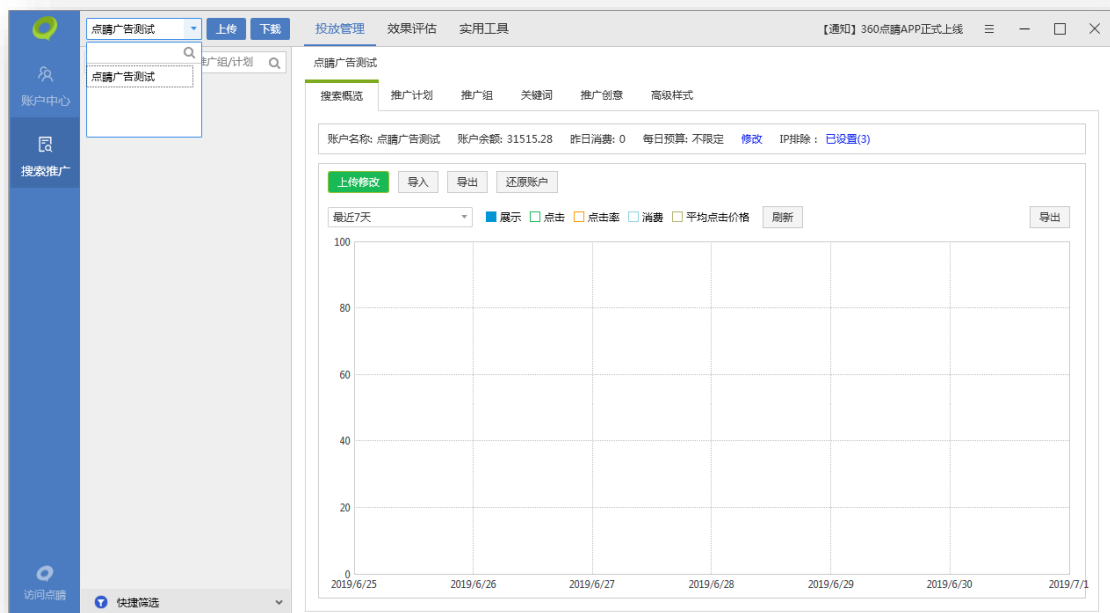 点睛广告测试 上传 下载 投放管理 效果评估 实用工具 【通知】360点睛APP正式上线
推广组/计划
点睛广告测试
点睛广告测试
账户中心
搜索推广
访问点睛
快捷筛选
搜索概览 推广计划 推广组 关键词 推广创意 高级样式
账户名称: 点睛广告测试 账户余额: 31515.28 昨日消费: 0 每日预算: 不限定 修改 IP排除： 已设置(3)
上传修改 导入 导出 还原账户
最近7天 展示 点击 点击率 消费 平均点击价格 刷新 导出
100
80
60
40
20
0
2019/6/25 2019/6/26 2019/6/27 2019/6/28 2019/6/29 2019/6/30 2019/7/1